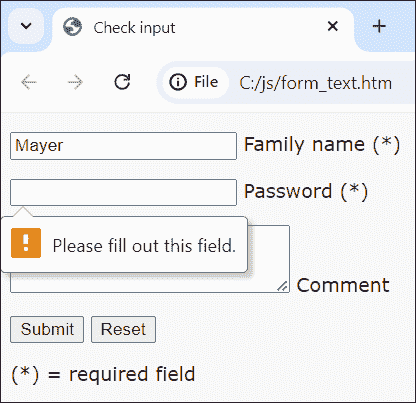 Check input
File C:/js/form_text.htm
Mayer Family name (*)
Password (*)
! Please fill out this field.
Comment
Submit Reset
(*) = required field